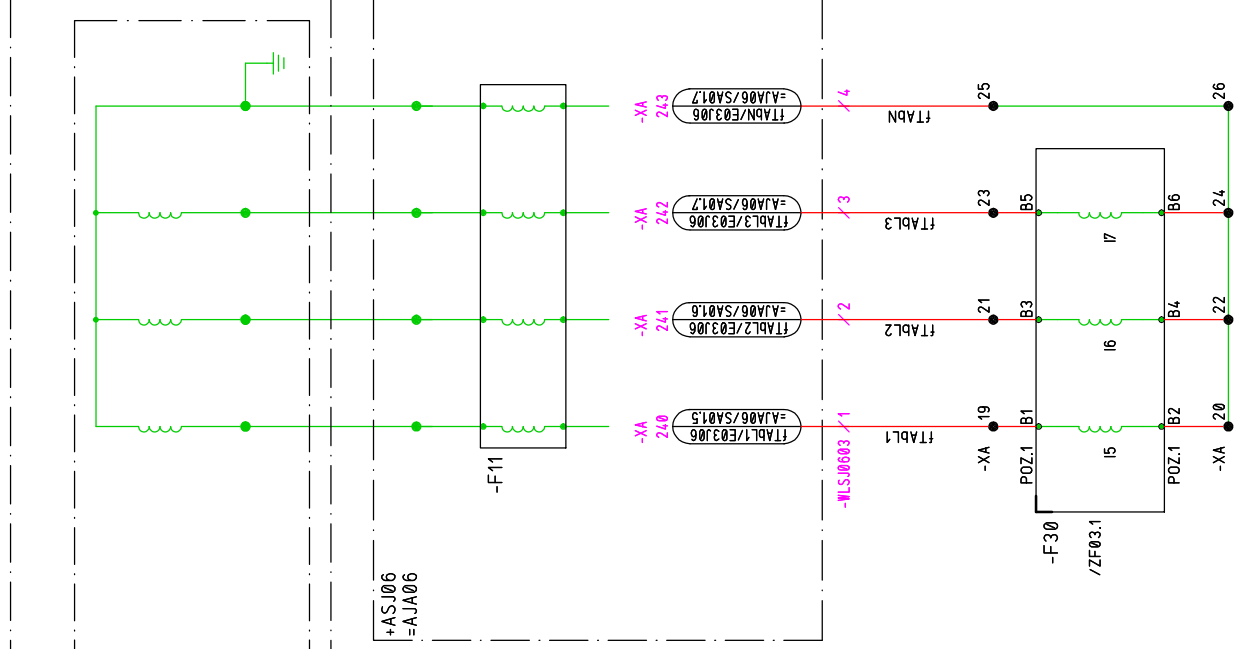 -XA
243
=AJA06/SA01.7
fTAbN/E03J06
4
fTAbN
25
26
-XA
242
=AJA06/SA01.7
fTAbL3/E03J06
3
fTAbL3
23
B5
I7
B6
24
-XA
241
=AJA06/SA01.6
fTAbL2/E03J06
2
fTAbL2
21
B3
I6
B4
22
-XA
240
=AJA06/SA01.5
fTAbL1/E03J06
-WLSJ0603
1
fTAbL1
-XA
19
POZ.1
B1
I5
POZ.1
B2
-XA
20
-F11
-F30
/ZF03.1
+ASJ06
=AJA06